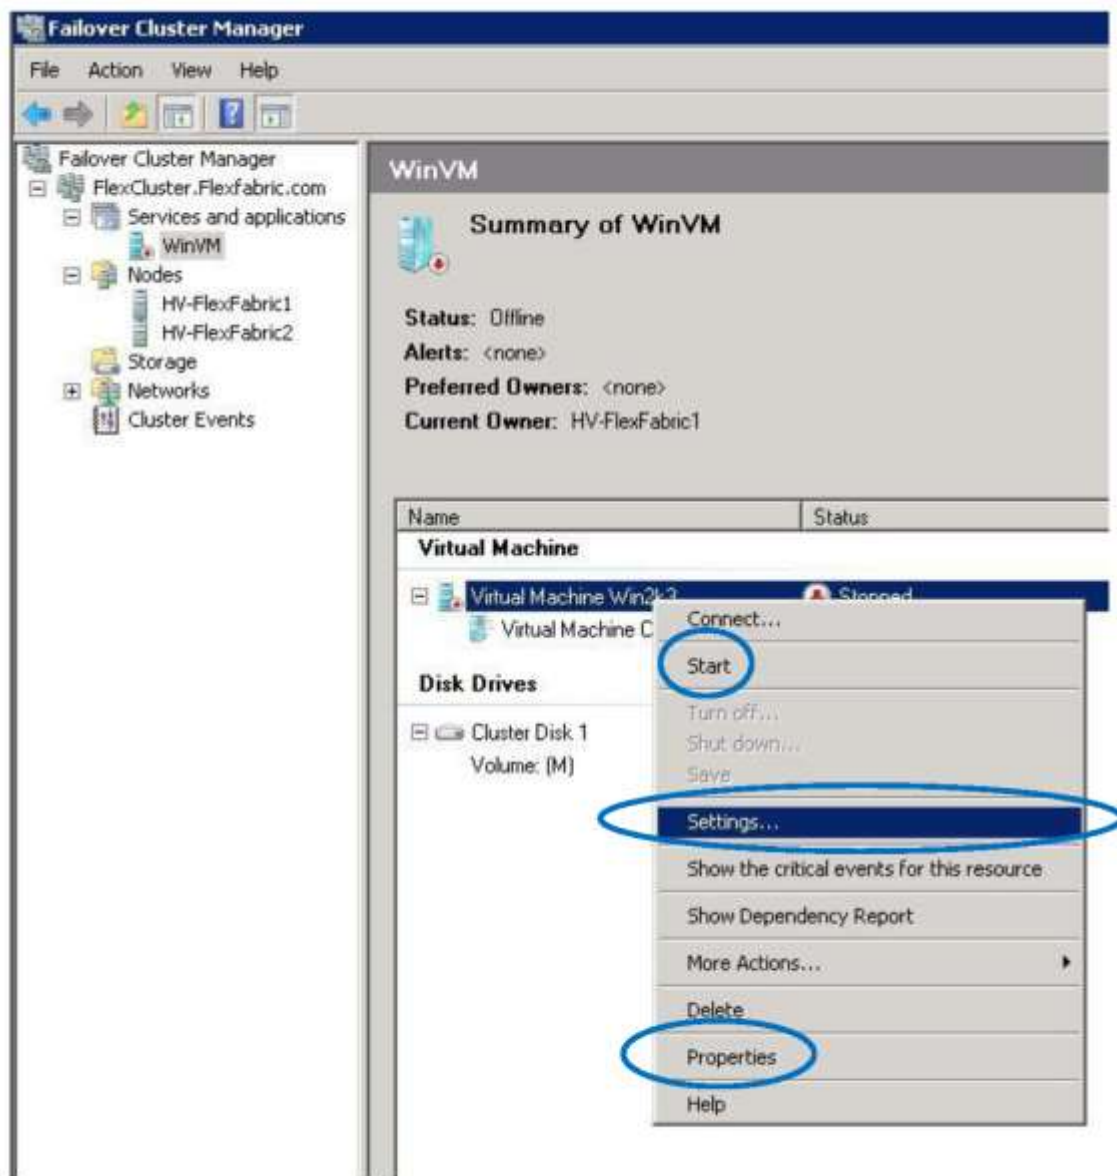 Failover Cluster Manager
File Action View Help
Failover Cluster Manager
FlexCluster.Flexfabric.com
Services and applications
WinVM
Nodes
HV-FlexFabric1
HV-FlexFabric2
Storage
Networks
Cluster Events
WinVM
Summary of WinVM
Status: Offline
Alerts: <none>
Preferred Owners: <none>
Current Owner: HV-FlexFabric1
Name Status
Virtual Machine
Virtual Machine Win2k3 Stopped
Virtual Machine C
Disk Drives
Cluster Disk 1
Volume: (M)
Connect...
Start
Turn off...
Shut down...
Save
Settings...
Show the critical events for this resource
Show Dependency Report
More Actions...
Delete
Properties
Help